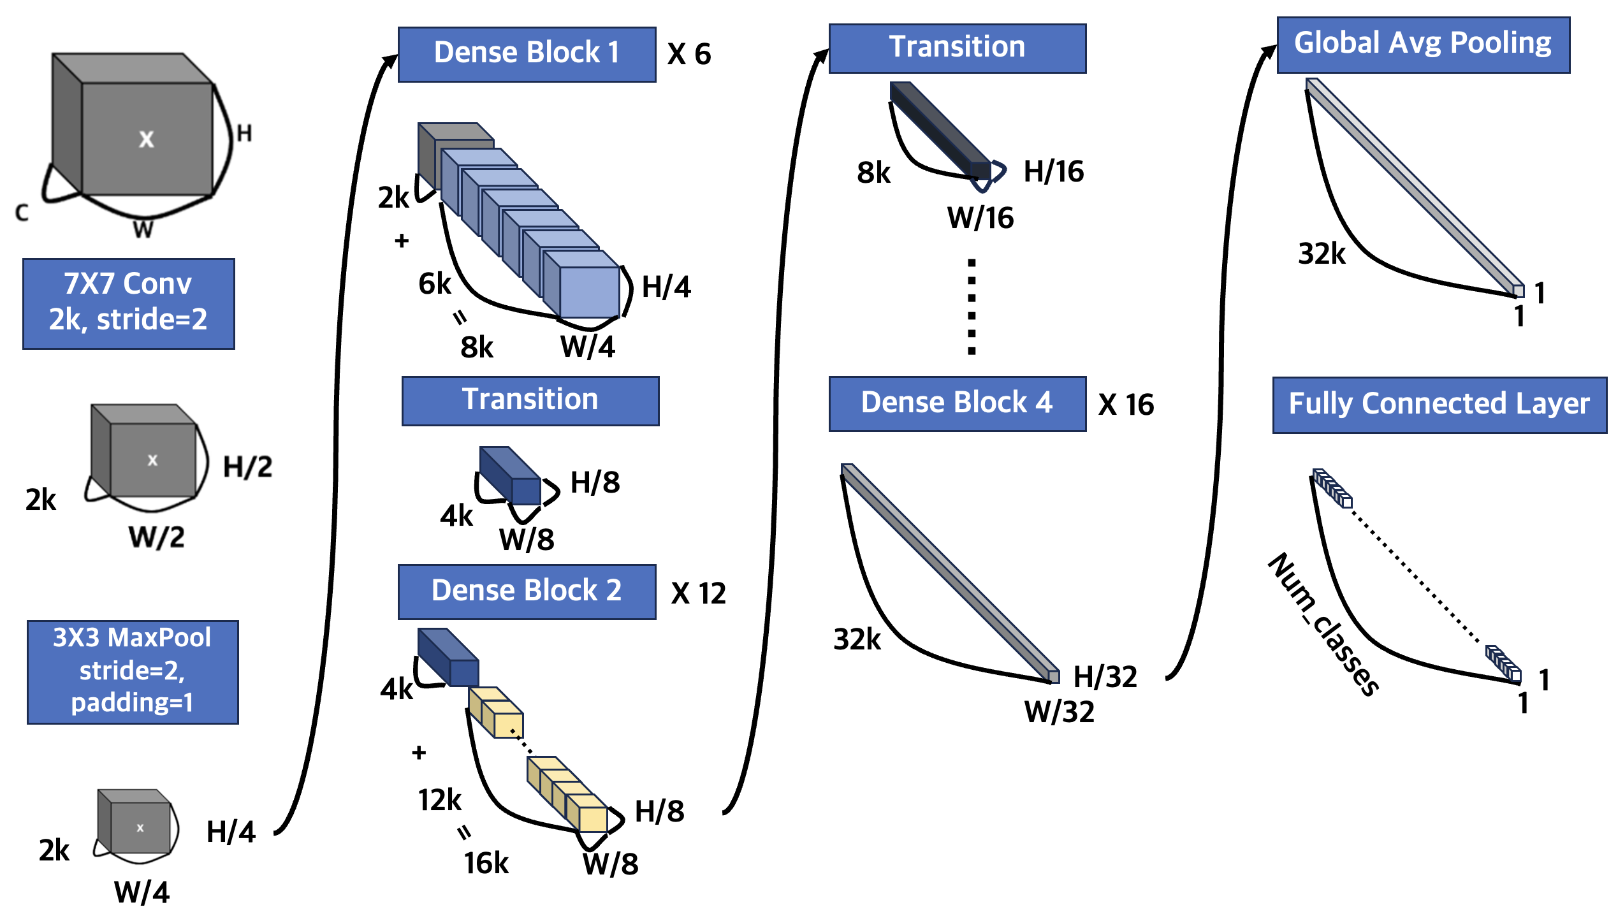 X
H
C
W
7X7 Conv
2k, stride=2
X
H/2
2k
W/2
3X3 MaxPool
stride=2,
padding=1
X
H/4
2k
W/4
Dense Block 1
X 6
2k
+
6k
=
8k
H/4
W/4
Transition
H/8
4k
W/8
Dense Block 2
X 12
4k
+
12k
=
16k
H/8
W/8
Transition
8k
H/16
W/16
Dense Block 4
X 16
32k
H/32
W/32
Global Avg Pooling
32k
1
1
Fully Connected Layer
Num_classes
1
1